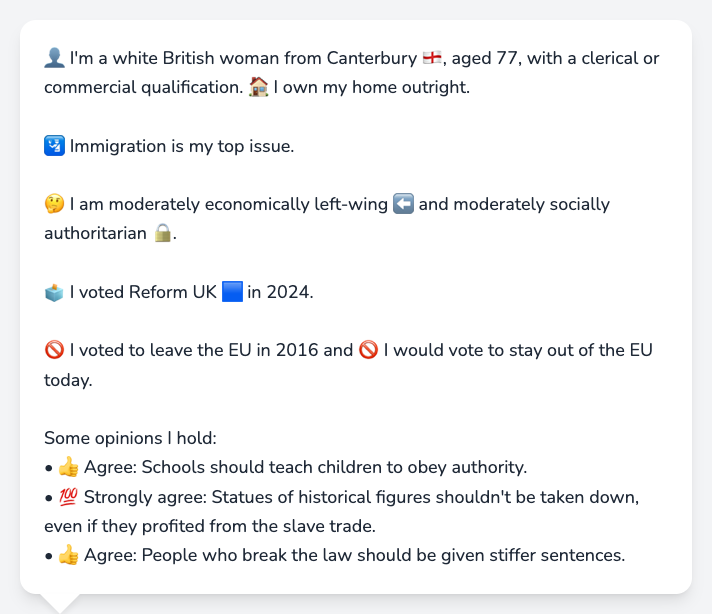 👤 I'm a white British woman from Canterbury 🏴󠁧󠁢󠁥󠁮󠁧󠁿, aged 77, with a clerical or
commercial qualification. 🏠 I own my home outright.
🛂 Immigration is my top issue.
🤔 I am moderately economically left-wing ⬅️ and moderately socially
authoritarian 🔒.
🗳️ I voted Reform UK 🟦 in 2024.
🚫 I voted to leave the EU in 2016 and 🚫 I would vote to stay out of the EU
today.
Some opinions I hold:
• 👍 Agree: Schools should teach children to obey authority.
• 💯 Strongly agree: Statues of historical figures shouldn't be taken down,
even if they profited from the slave trade.
• 👍 Agree: People who break the law should be given stiffer sentences.